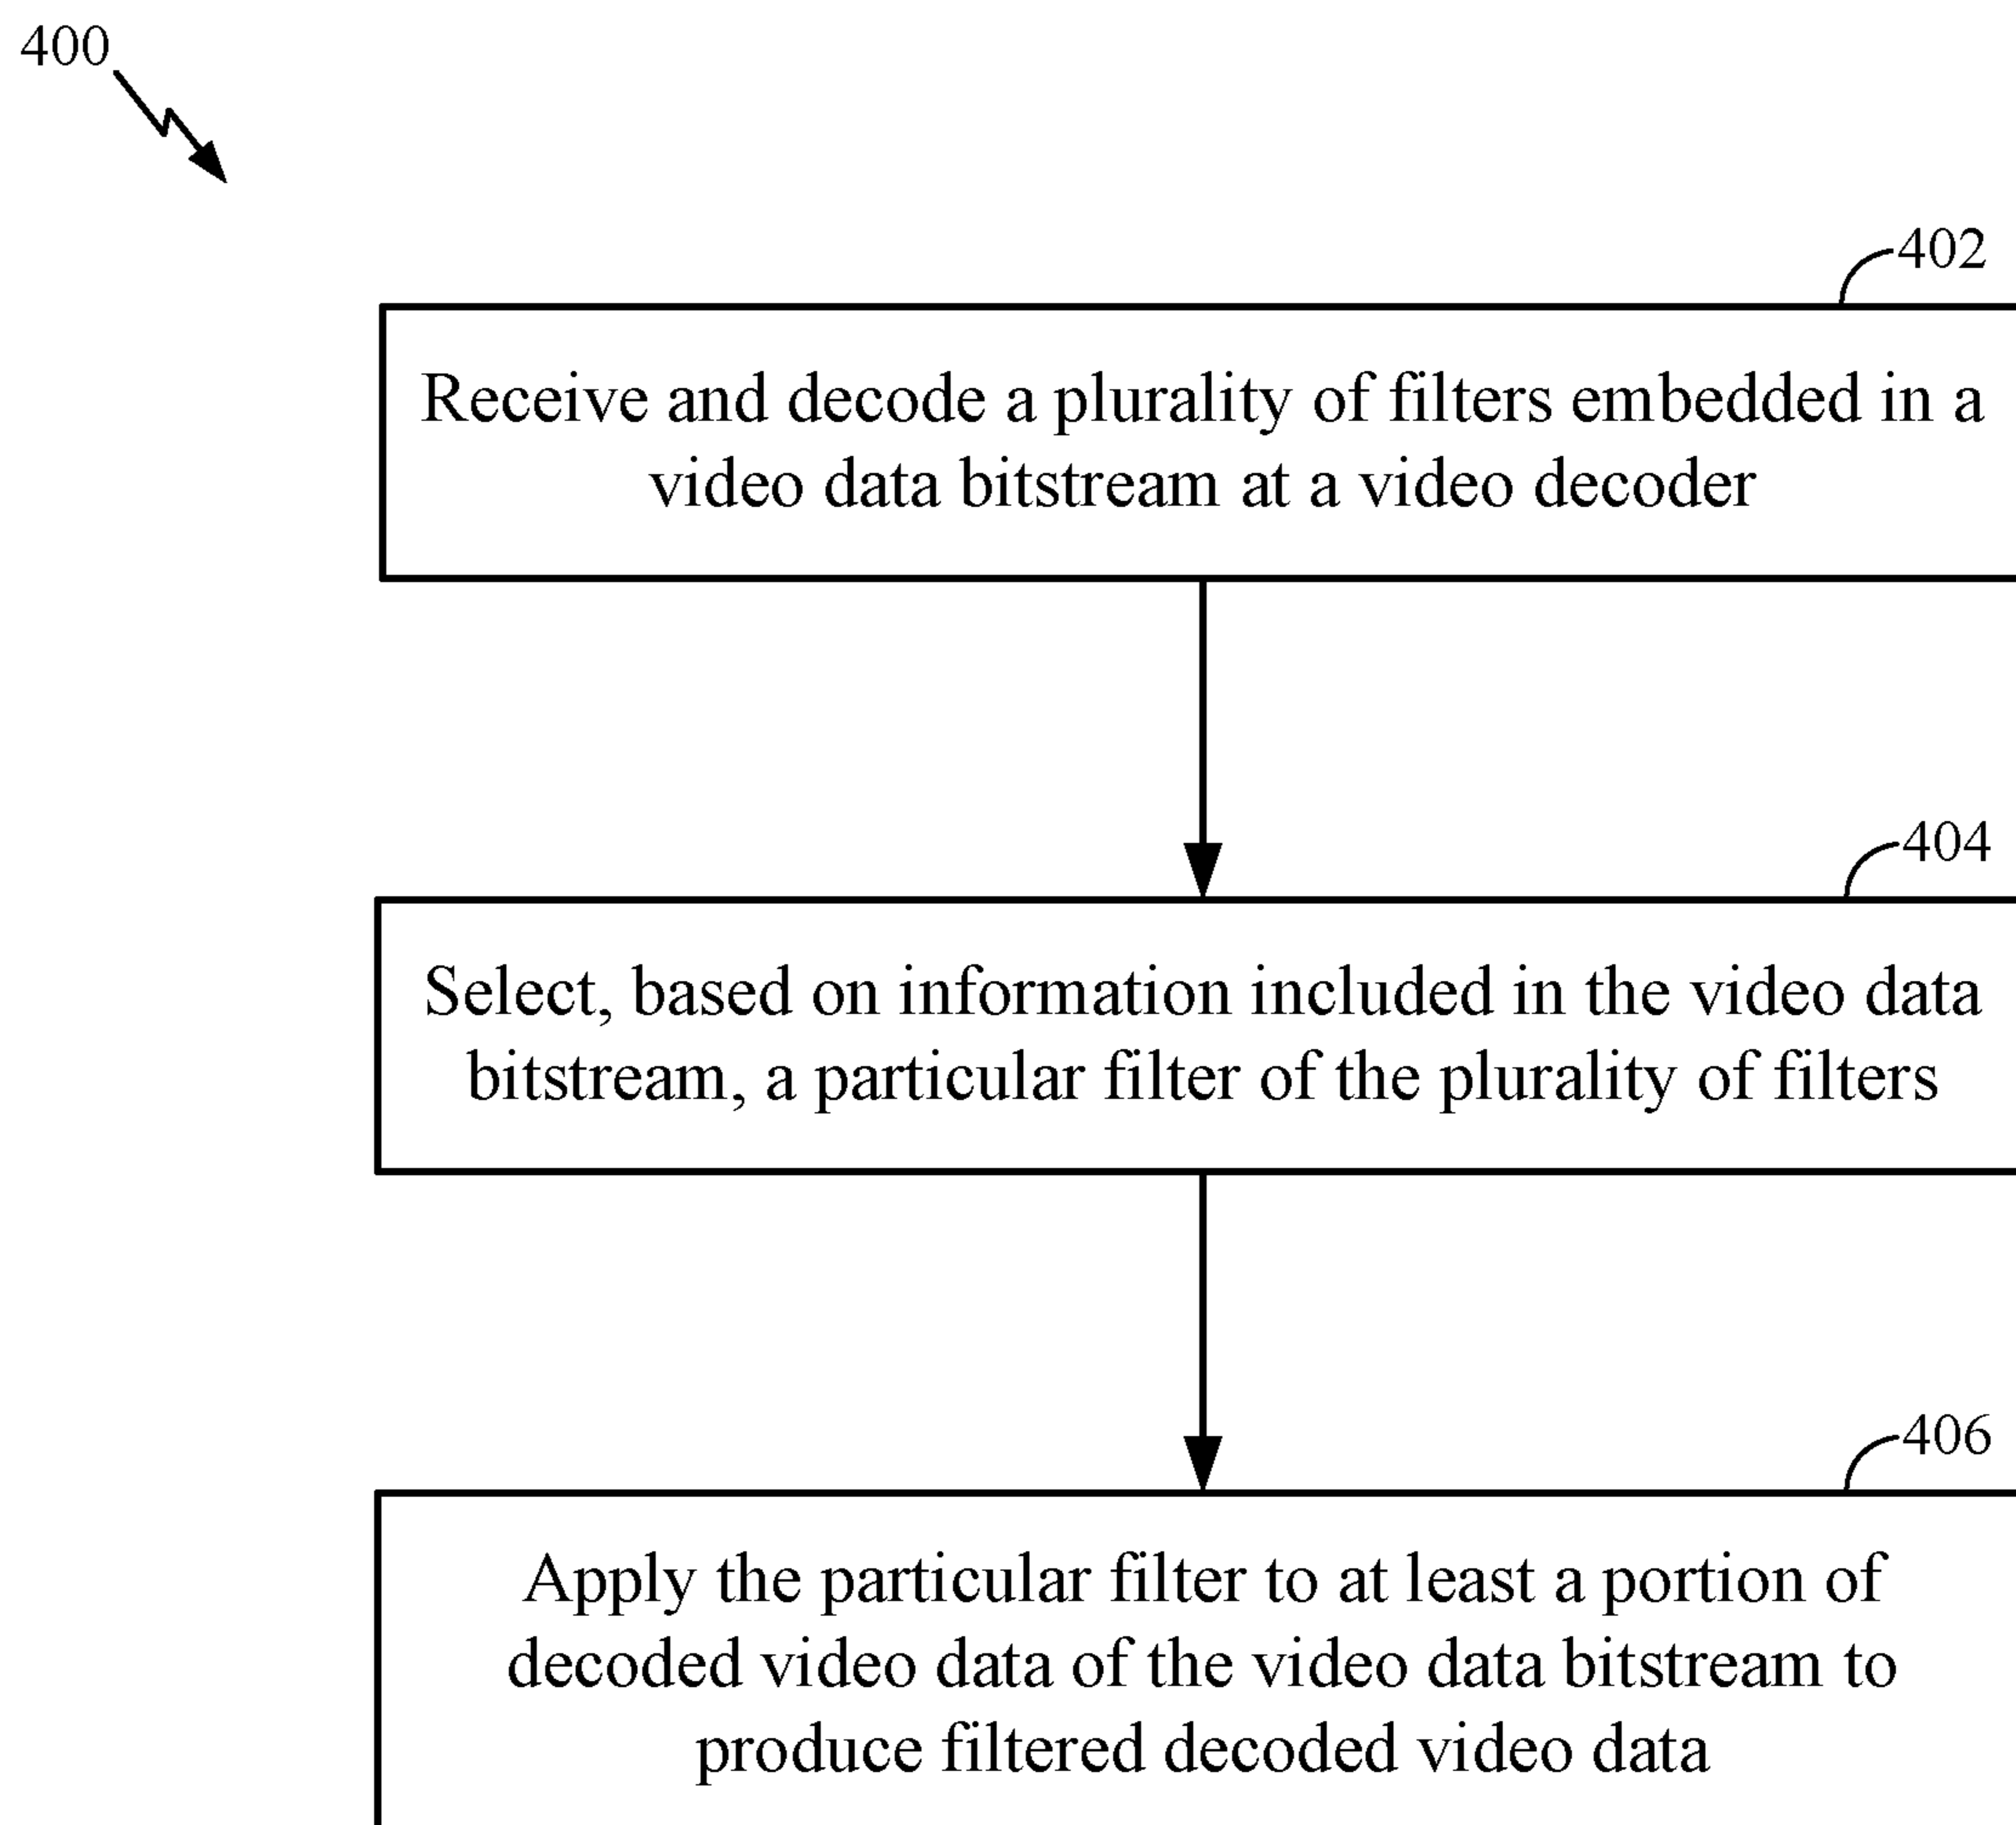 400
402
Receive and decode a plurality of filters embedded in a
video data bitstream at a video decoder
404
Select, based on information included in the video data
bitstream, a particular filter of the plurality of filters
406
Apply the particular filter to at least a portion of
decoded video data of the video data bitstream to
produce filtered decoded video data